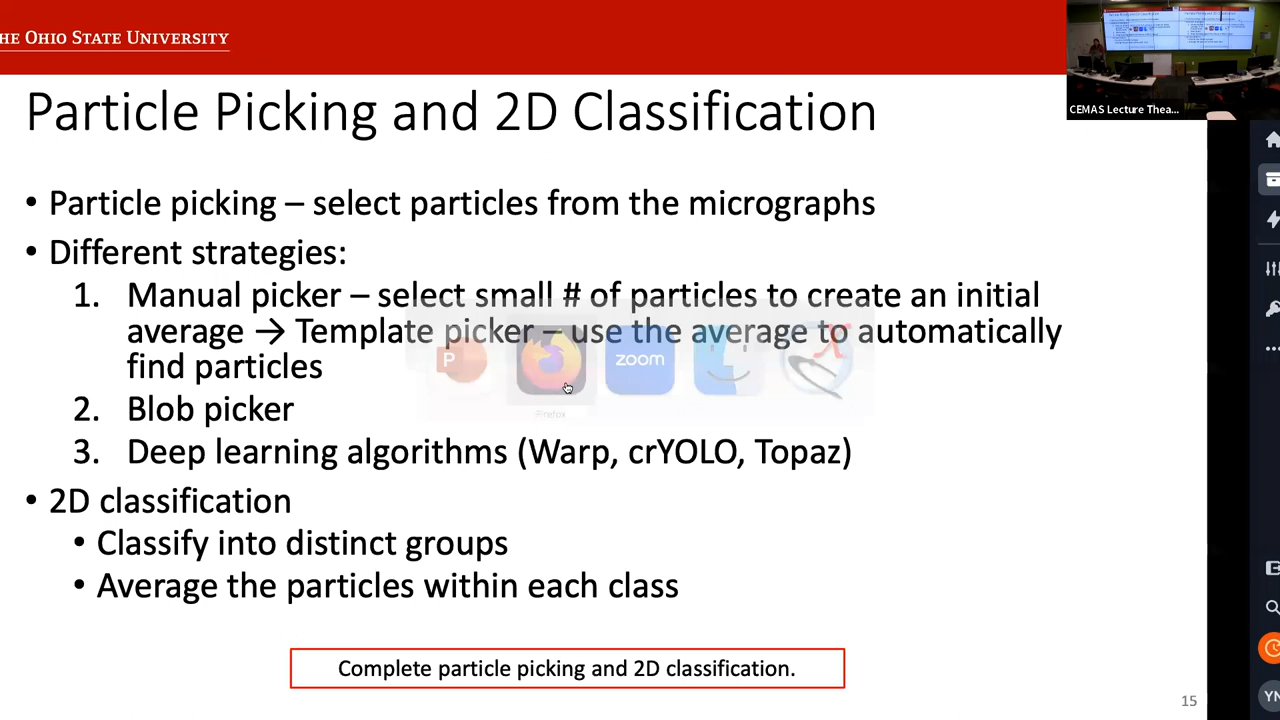 HE OHIO STATE UNIVERSITY
CEMAS Lecture Thea...
Particle Picking and 2D Classification
• Particle picking – select particles from the micrographs
• Different strategies:
1. Manual picker – select small # of particles to create an initial
average → Template picker – use the average to automatically
find particles
P
zoom
Firefox
2. Blob picker
3. Deep learning algorithms (Warp, crYOLO, Topaz)
• 2D classification
• Classify into distinct groups
• Average the particles within each class
Complete particle picking and 2D classification.
15
YN